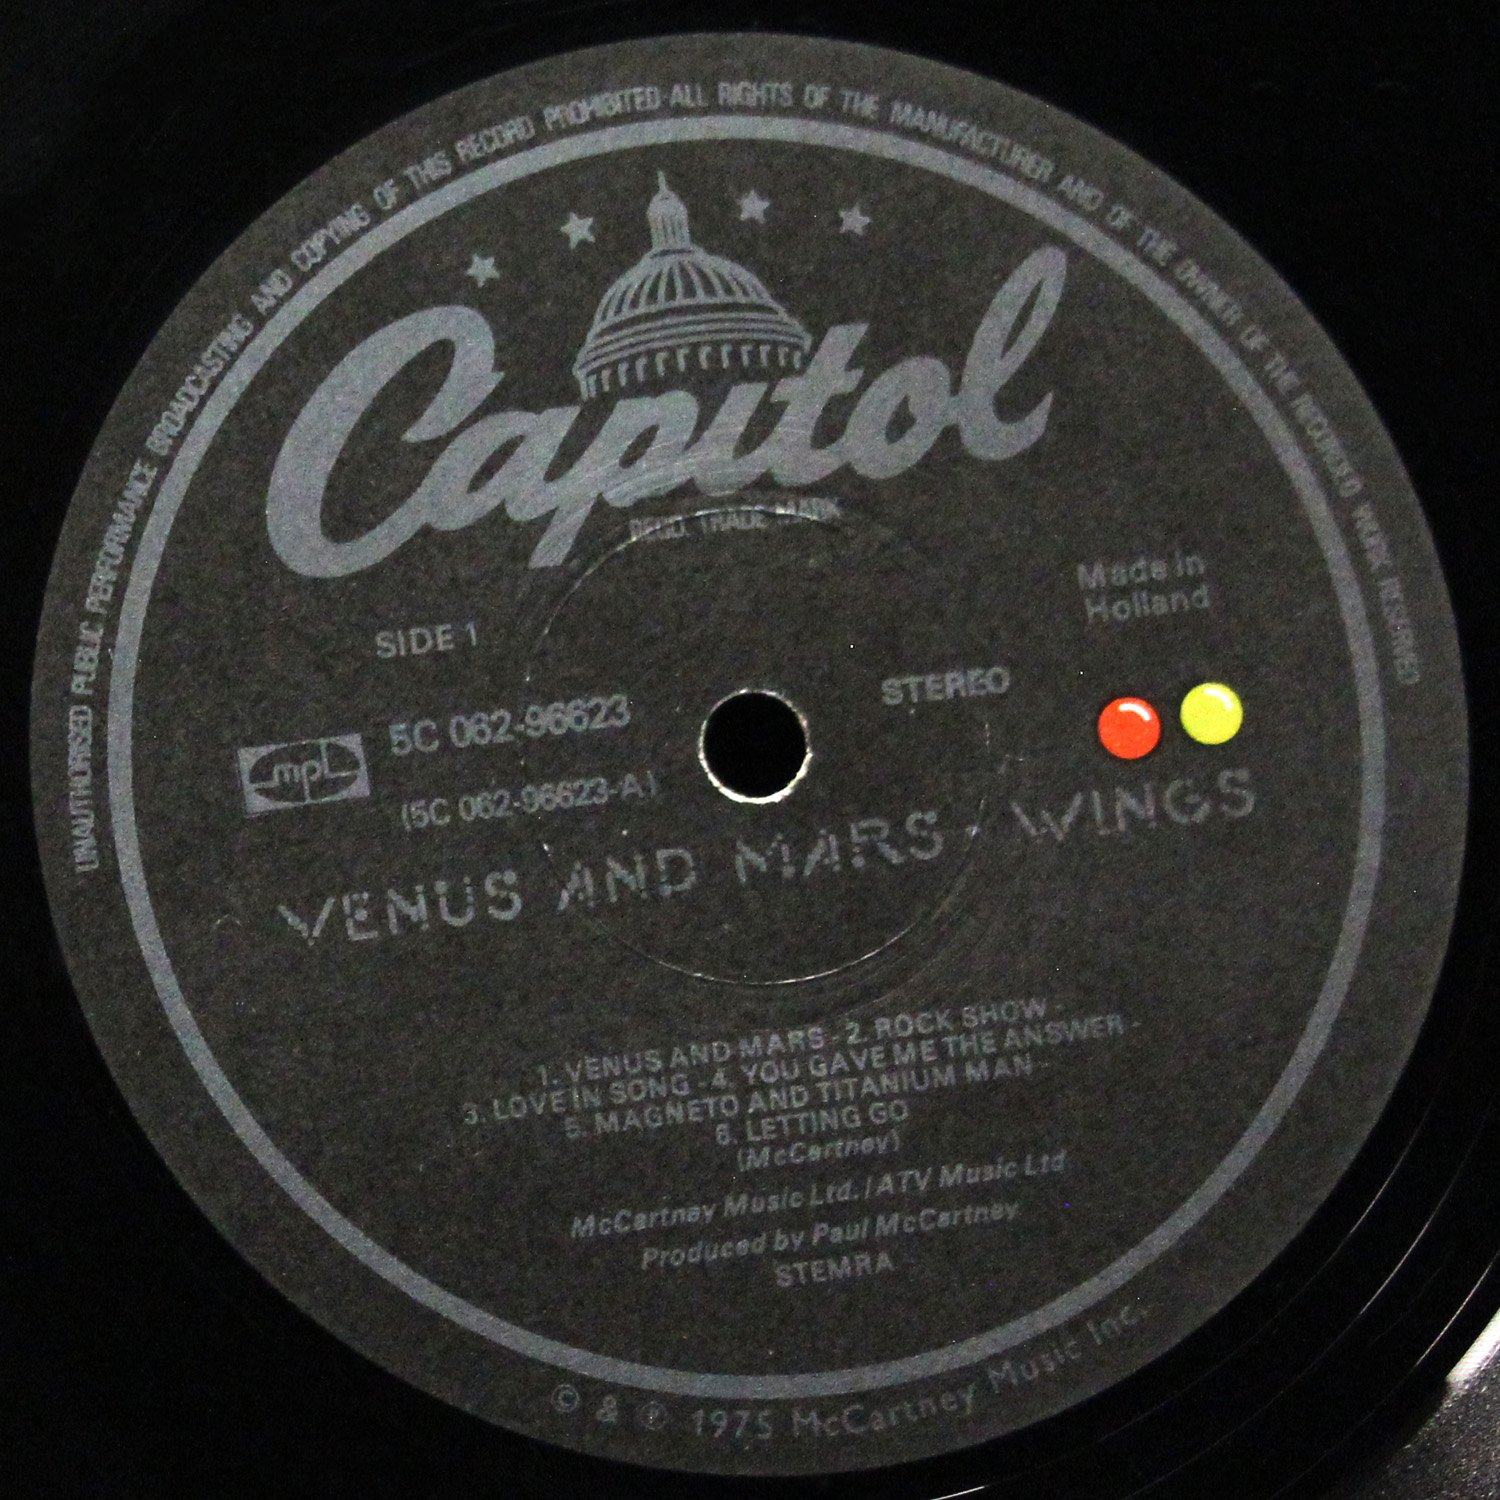 UNAUTHORISED PUBLIC PERFORMANCE BROADCASTING AND COPYING OF THIS RECORD PROHIBITED-ALL RIGHTS OF THE MANUFACTURER AND OF THE OWNER OF THE RECORDED WORK RESERVED
Capitol
REGD. TRADE MARK
Made in
Holland
SIDE 1
STEREO
5C 062-96623
mpl
(5C 062-96623-A)
VENUS AND MARS - WINGS
1. VENUS AND MARS - 2. ROCK SHOW -
3. LOVE IN SONG - 4. YOU GAVE ME THE ANSWER -
5. MAGNETO AND TITANIUM MAN -
6. LETTING GO
(McCartney)
McCartney Music Ltd. / ATV Music Ltd
Produced by Paul McCartney
STEMRA
© & ℗ 1975 McCartney Music Inc.